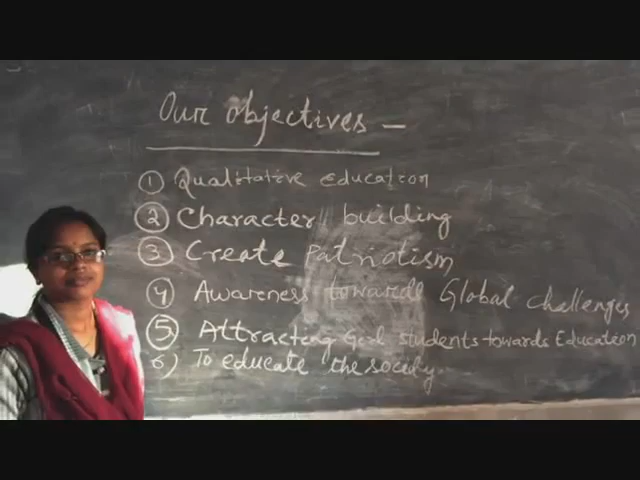 Our objectives —
① Qualitative education
② Character building
③ Create Patriotism
④ Awareness towards Global challenges
⑤ Attracting Girl students towards Education
6) To educate the society